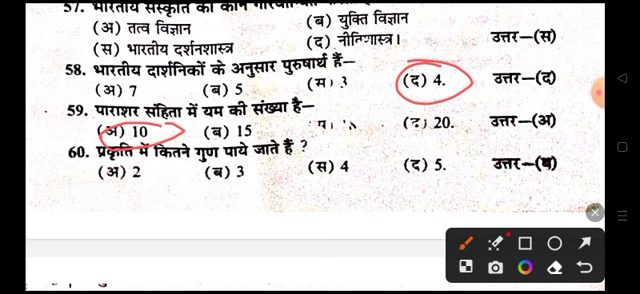 57. भारतीय संस्कृति को कौन
(अ) तत्व विज्ञान (ब) युक्ति विज्ञान
(स) भारतीय दर्शनशास्त्र (द) नीतिशास्त्र। उत्तर—(स)
58. भारतीय दार्शनिकों के अनुसार पुरुषार्थ हैं—
(अ) 7 (ब) 5 (स) 3 (द) 4. उत्तर—(द)
59. पाराशर संहिता में यम की संख्या है—
(अ) 10 (ब) 15 (द) 20. उत्तर—(अ)
60. प्रकृति में कितने गुण पाये जाते हैं ?
(अ) 2 (ब) 3 (स) 4 (द) 5. उत्तर—(ब)